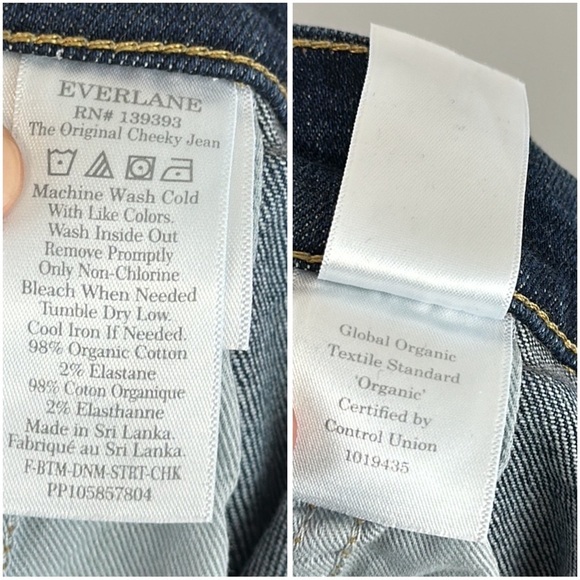 EVERLANE
RN# 139393
The Original Cheeky Jean
Machine Wash Cold
With Like Colors.
Wash Inside Out
Remove Promptly
Only Non-Chlorine
Bleach When Needed
Tumble Dry Low.
Cool Iron If Needed.
98% Organic Cotton
2% Elastane
98% Coton Organique
2% Elasthanne
Made in Sri Lanka.
Fabriqué au Sri Lanka.
F-BTM-DNM-STRT-CHK
PP105857804
Global Organic
Textile Standard
'Organic'
Certified by
Control Union
1019435